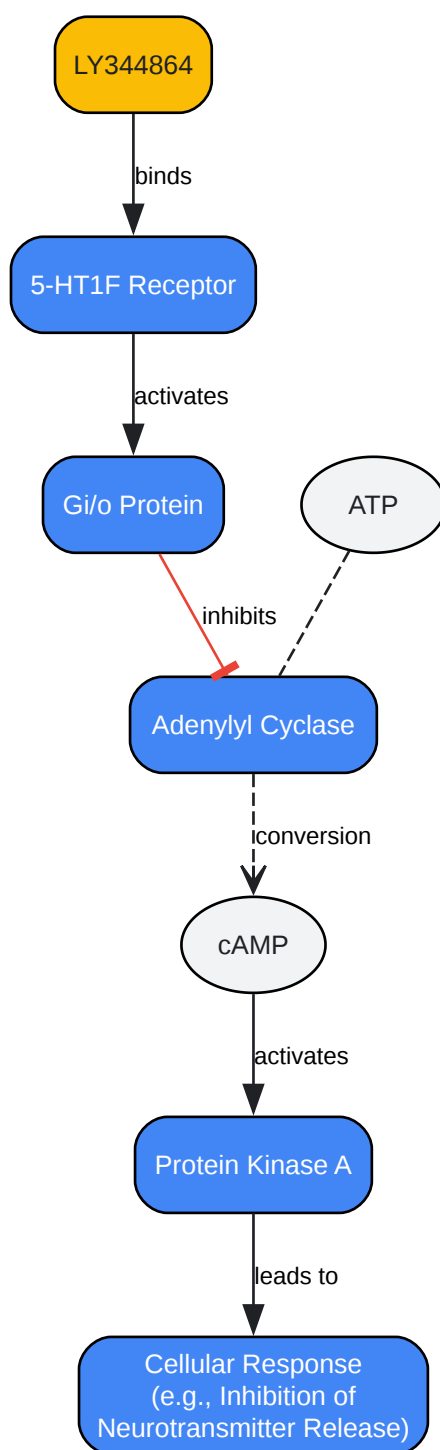 LY344864
binds
5-HT1F Receptor
activates
Gi/o Protein
ATP
inhibits
Adenylyl Cyclase
conversion
cAMP
activates
Protein Kinase A
leads to
Cellular Response
(e.g., Inhibition of
Neurotransmitter Release)